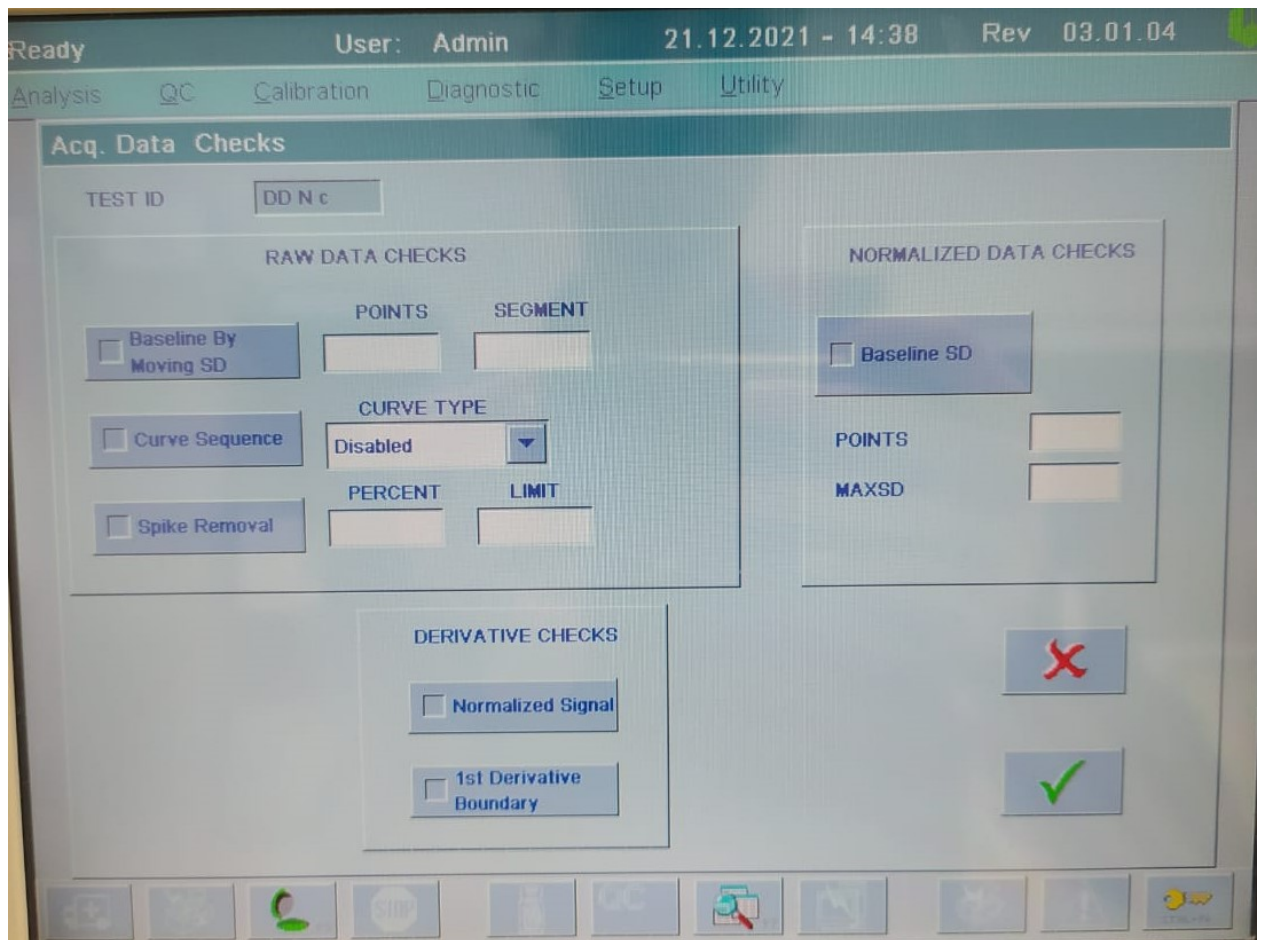 Ready User: Admin 21.12.2021 - 14:38 Rev 03.01.04
Analysis QC Calibration Diagnostic Setup Utility
Acq. Data Checks
TEST ID DD N c
RAW DATA CHECKS
POINTS SEGMENT
Baseline By
Moving SD
CURVE TYPE
Curve Sequence Disabled
PERCENT LIMIT
Spike Removal
NORMALIZED DATA CHECKS
Baseline SD
POINTS
MAXSD
DERIVATIVE CHECKS
Normalized Signal
1st Derivative
Boundary
STOP QC